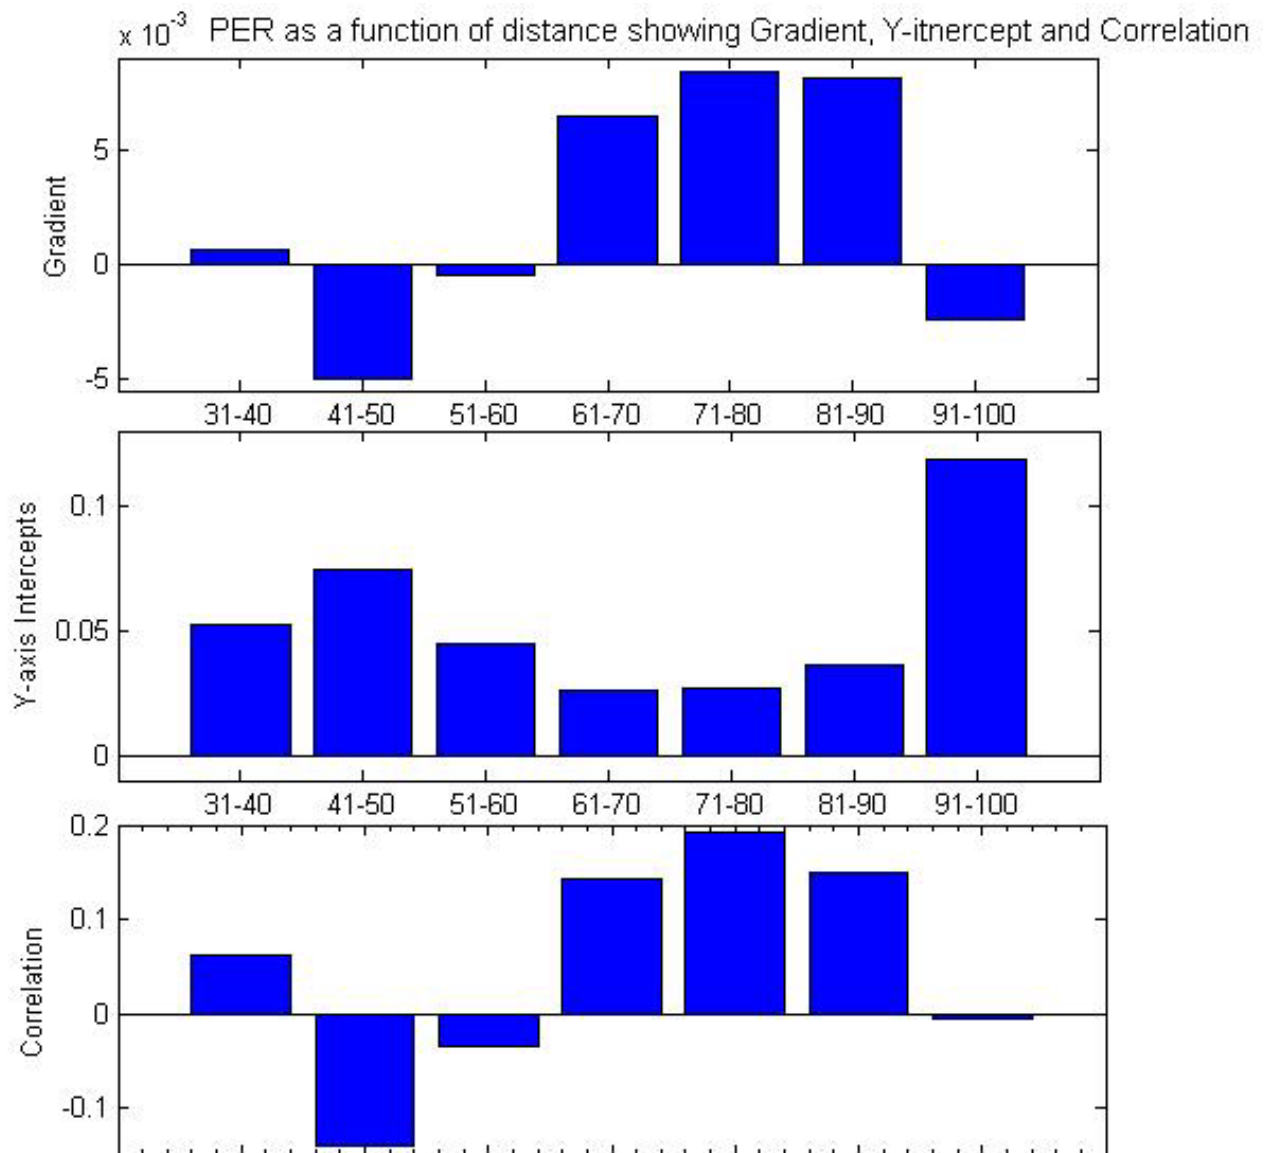 x 10-3 PER as a function of distance showing Gradient, Y-itnercept and Correlation
5
0
-5
Gradient
31-40 41-50 51-60 61-70 71-80 81-90 91-100
0.1
0.05
0
Y-axis Intercepts
31-40 41-50 51-60 61-70 71-80 81-90 91-100
0.2
0.1
0
-0.1
Correlation